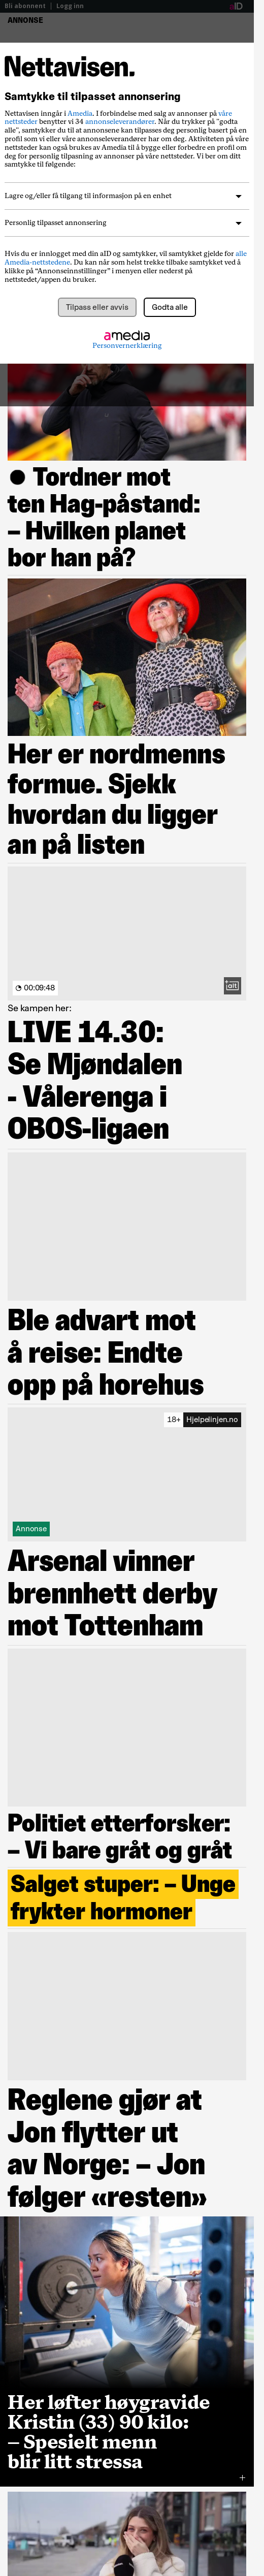 Bli abonnent | Logg inn aID
ANNONSE
Nettavisen.
Samtykke til tilpasset annonsering
Nettavisen inngår i Amedia. I forbindelse med salg av annonser på våre
nettsteder benytter vi 34 annonseleverandører. Når du trykker på "godta
alle", samtykker du til at annonsene kan tilpasses deg personlig basert på om
aktiviteten din i eller våre annonseleverandører har om deg. Aktiviteten på våre
nettsteder kan også brukes av Amedia til å bygge eller forbedre en profil om
deg for personlig tilpasning av annonser på våre nettsteder. Vi ber om ditt
samtykke til følgende:
Lagre og/eller få tilgang til informasjon på en enhet
Personlig tilpasset annonsering
Hvis du er innlogget med din aID og samtykker, vil samtykket gjelde for alle
Amedia-nettstedene. Du kan når som helst trekke tilbake samtykket ved å
klikke på “Annonseinnstillinger” i menyen eller nederst på
nettstedet/appen du bruker.
Tilpass eller avvis Godta alle
amedia
Personvernerklæring
Tordner mot
ten Hag-påstand:
– Hvilken planet
bor han på?
Her er nordmenns
formue. Sjekk
hvordan du ligger
an på listen
00:09:48 alt
Se kampen her:
LIVE 14.30:
Se Mjøndalen
- Vålerenga i
OBOS-ligaen
Ble advart mot
å reise: Endte
opp på horehus
18+ Hjelpelinjen.no
Annonse
Arsenal vinner
brennhett derby
mot Tottenham
Politiet etterforsker:
– Vi bare gråt og gråt
Salget stuper: – Unge
frykter hormoner
Reglene gjør at
Jon flytter ut
av Norge: – Jon
følger «resten»
Her løfter høygravide
Kristin (33) 90 kilo:
– Spesielt menn
blir litt stressa